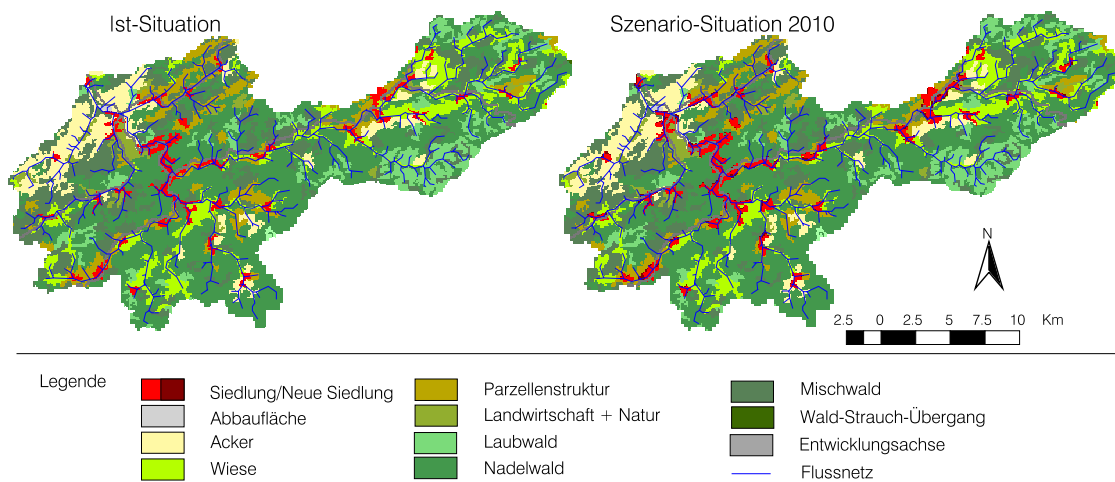 Ist-Situation
Szenario-Situation 2010
N
2.5 0 2.5 5 7.5 10 Km
Legende
Siedlung/Neue Siedlung
Abbaufläche
Acker
Wiese
Parzellenstruktur
Landwirtschaft + Natur
Laubwald
Nadelwald
Mischwald
Wald-Strauch-Übergang
Entwicklungsachse
Flussnetz